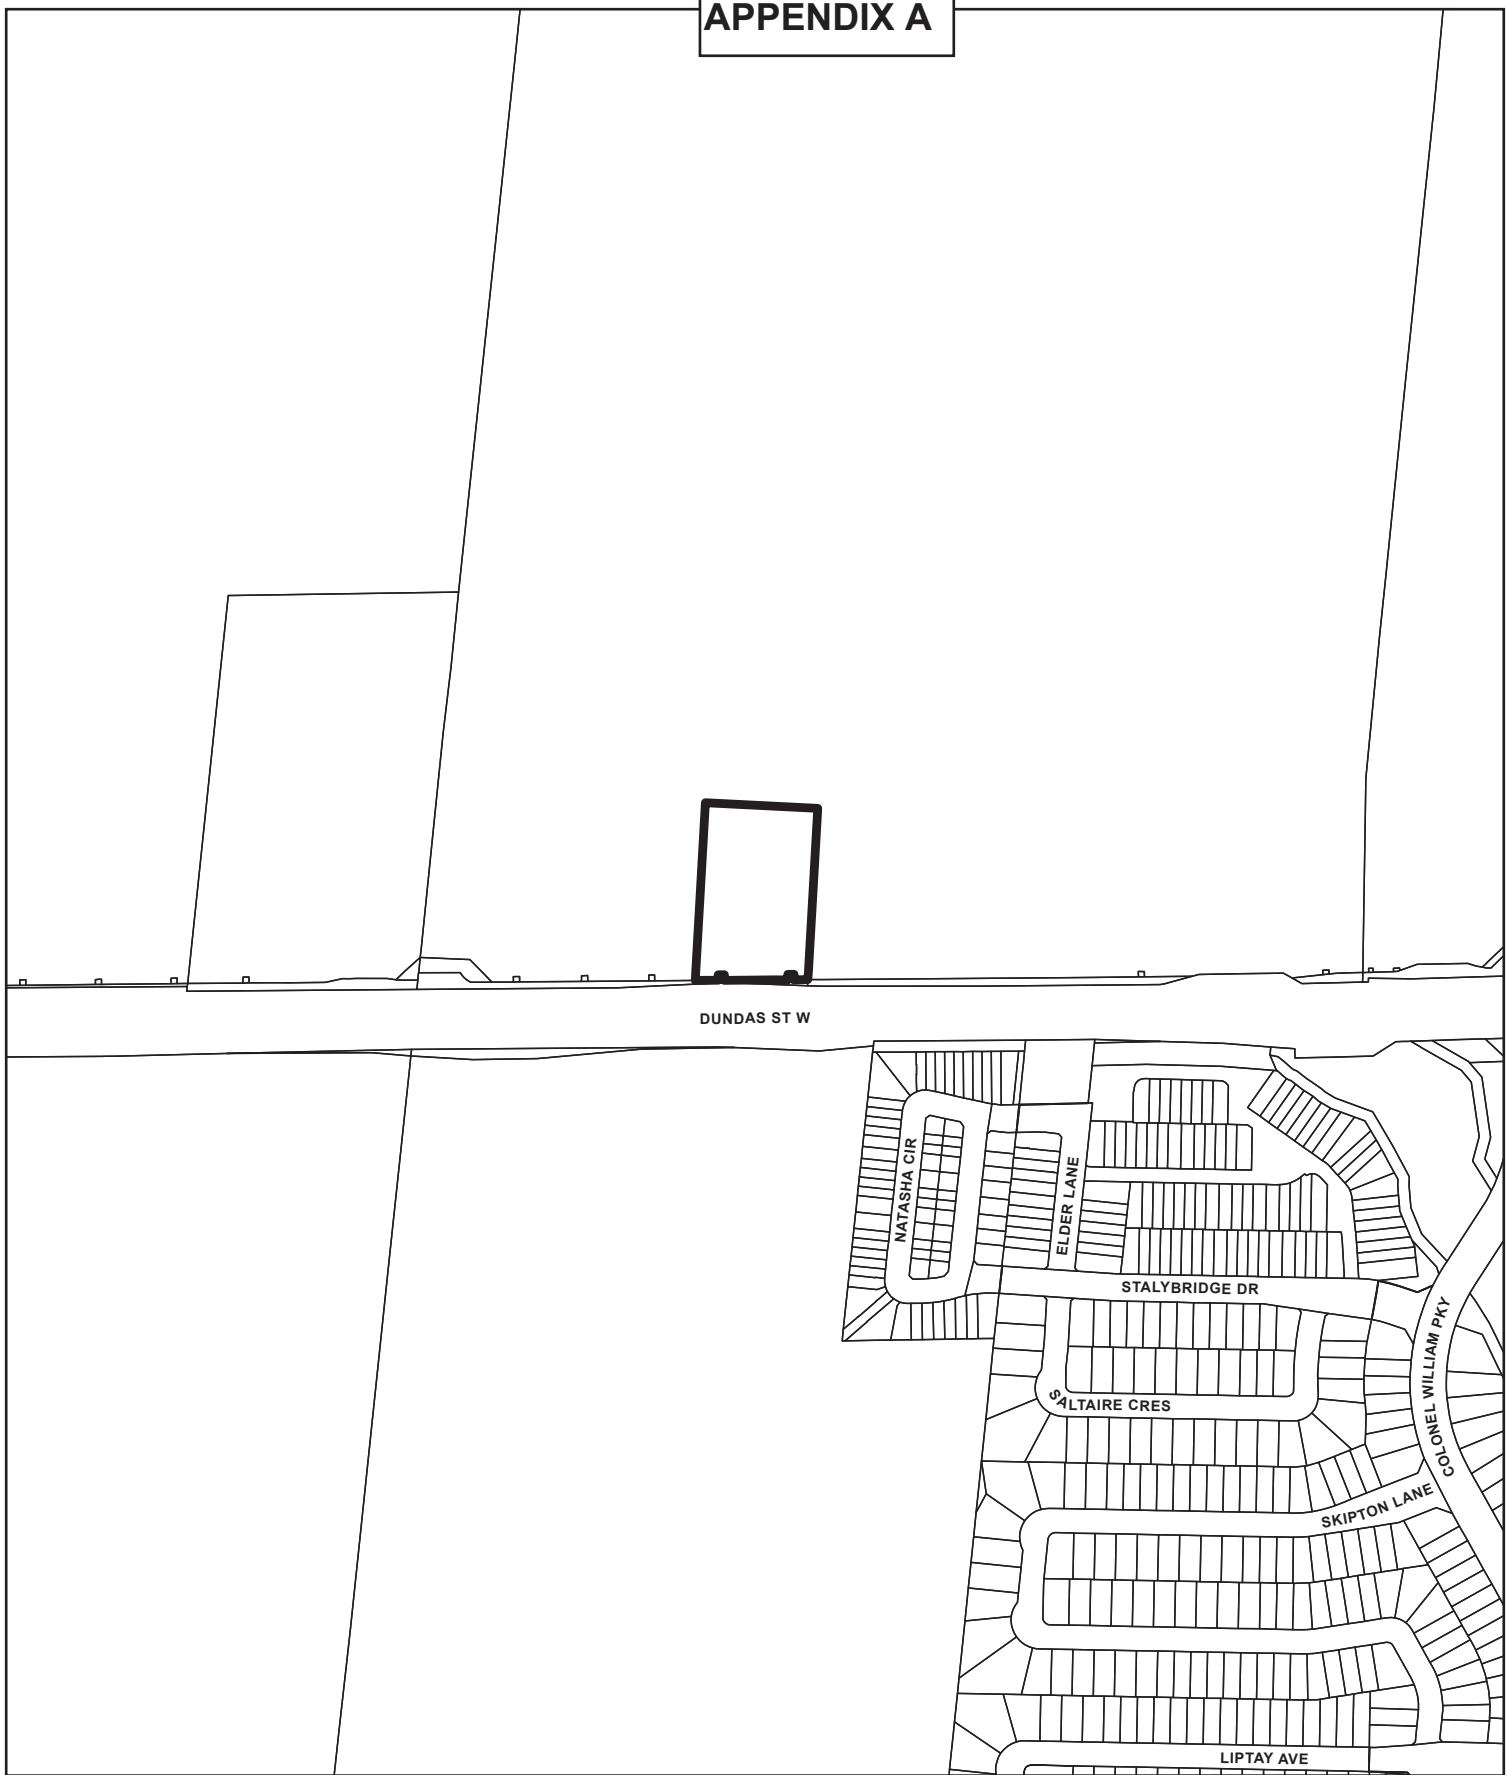 APPENDIX A
DUNDAS ST W
NATASHA CIR
ELDER LANE
STALYBRIDGE DR
COLONEL WILLIAM PKY
SALTAIRE CRES
SKIPTON LANE
LIPTAY AVE